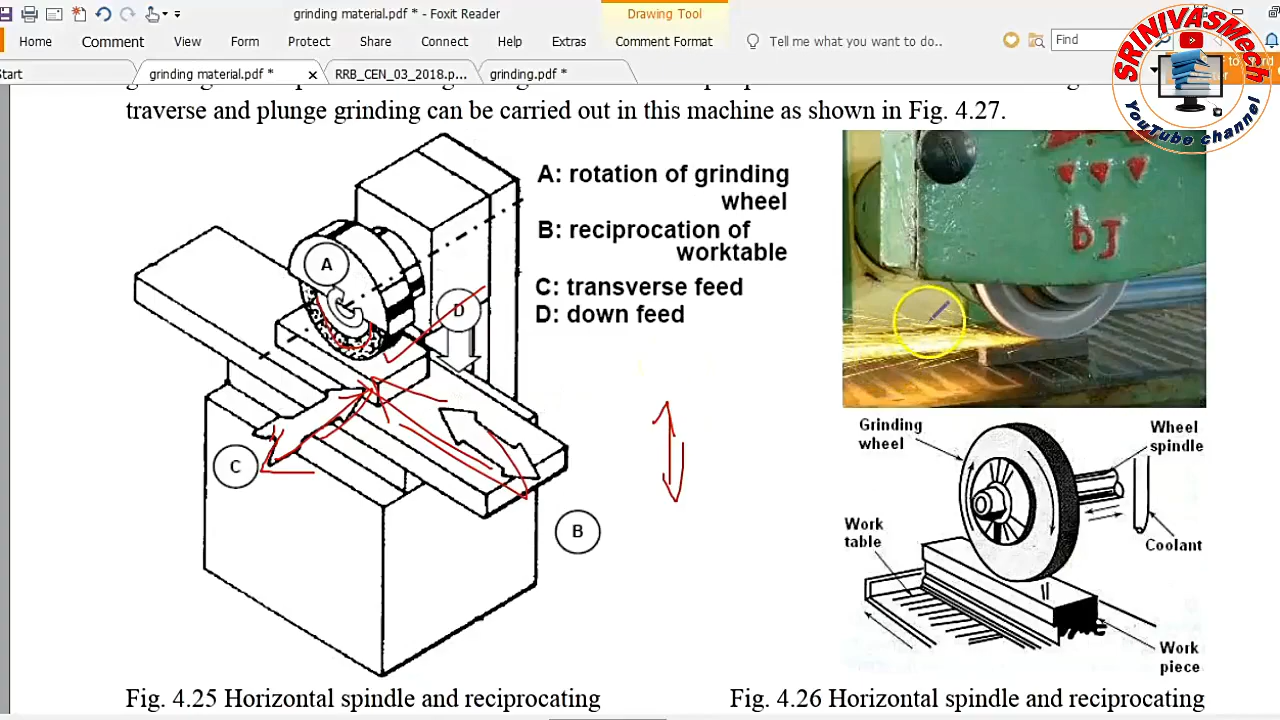 grinding material.pdf * - Foxit Reader
Drawing Tool
Home
Comment
View
Form
Protect
Share
Connect
Help
Extras
Comment Format
Tell me what you want to do..
Find
SRINIVASMech
YouTube channel
Start
grinding material.pdf *
RRB_CEN_03_2018.p...
grinding.pdf *
traverse and plunge grinding can be carried out in this machine as shown in Fig. 4.27.
A: rotation of grinding
wheel
B: reciprocation of
worktable
C: transverse feed
D: down feed
A
D
C
B
bJ
Grinding
wheel
Wheel
spindle
Work
table
Coolant
Work
piece
Fig. 4.25 Horizontal spindle and reciprocating
Fig. 4.26 Horizontal spindle and reciprocating